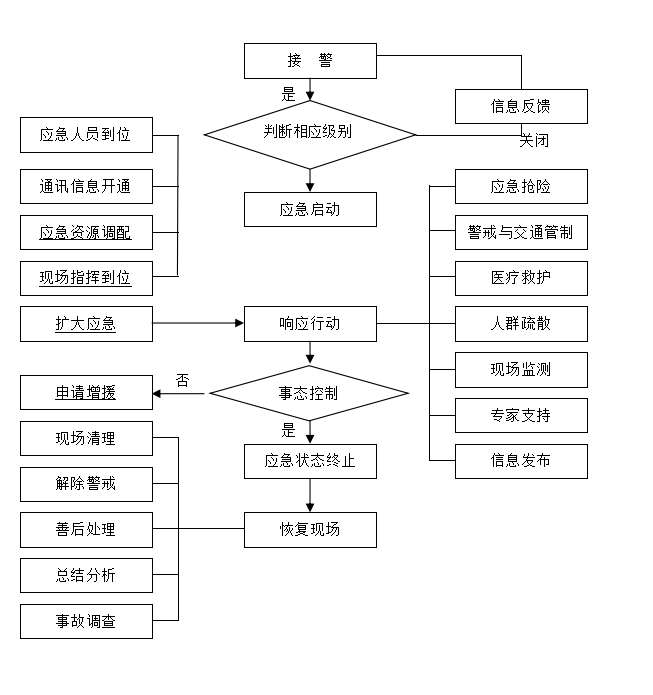 接 警
是
信息反馈
应急人员到位
判断相应级别
关闭
通讯信息开通
应急启动
应急抢险
应急资源调配
警戒与交通管制
现场指挥到位
医疗救护
扩大应急
响应行动
人群疏散
现场监测
否
申请增援
事态控制
专家支持
现场清理
是
应急状态终止
信息发布
解除警戒
善后处理
恢复现场
总结分析
事故调查